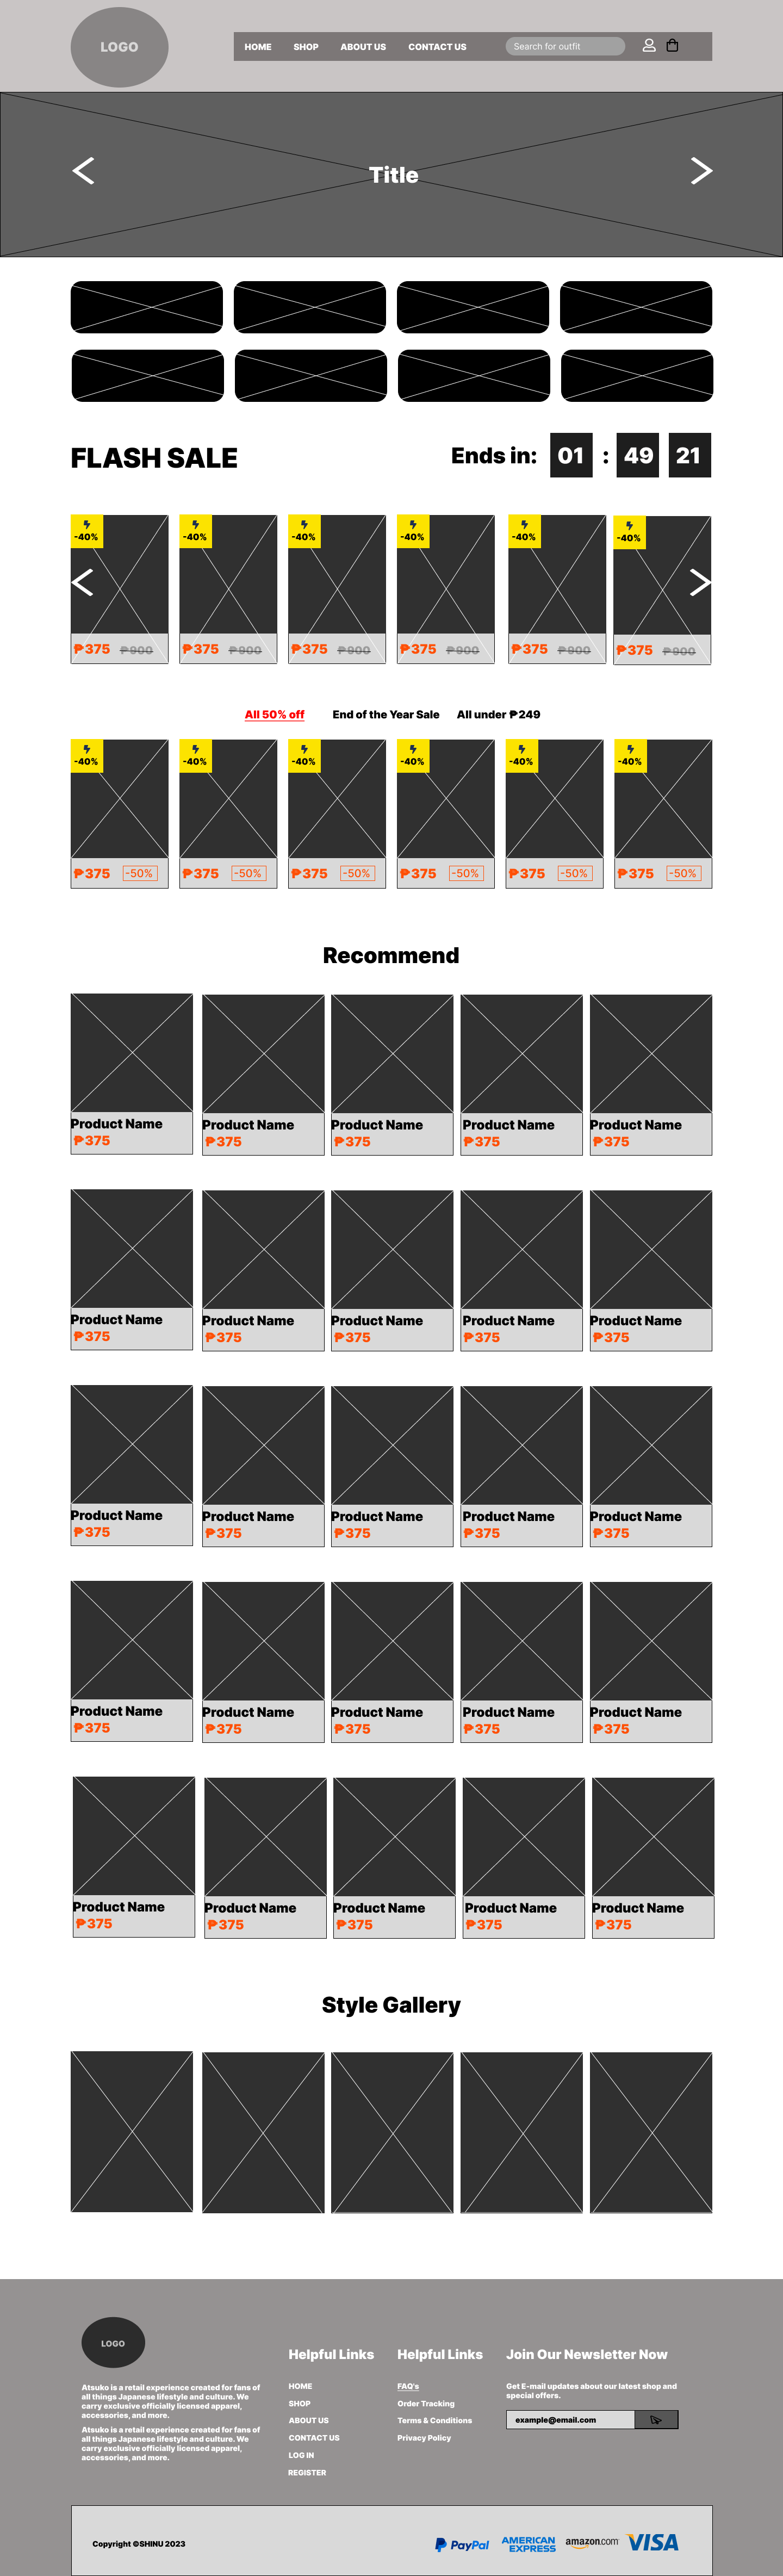 LOGO
HOME SHOP ABOUT US CONTACT US Search for outfit
Title
FLASH SALE Ends in: 01 : 49 21
-40% -40% -40% -40% -40% -40%
₱375 ₱900 ₱375 ₱900 ₱375 ₱900 ₱375 ₱900 ₱375 ₱900 ₱375 ₱900
All 50% off End of the Year Sale All under ₱249
-40% -40% -40% -40% -40% -40%
₱375 -50% ₱375 -50% ₱375 -50% ₱375 -50% ₱375 -50% ₱375 -50%
Recommend
Product Name Product Name Product Name Product Name Product Name
₱375 ₱375 ₱375 ₱375 ₱375
Product Name Product Name Product Name Product Name Product Name
₱375 ₱375 ₱375 ₱375 ₱375
Product Name Product Name Product Name Product Name Product Name
₱375 ₱375 ₱375 ₱375 ₱375
Product Name Product Name Product Name Product Name Product Name
₱375 ₱375 ₱375 ₱375 ₱375
Product Name Product Name Product Name Product Name Product Name
₱375 ₱375 ₱375 ₱375 ₱375
Style Gallery
LOGO
Atsuko is a retail experience created for fans of
all things Japanese lifestyle and culture. We
carry exclusive officially licensed apparel,
accessories, and more.
Atsuko is a retail experience created for fans of
all things Japanese lifestyle and culture. We
carry exclusive officially licensed apparel,
accessories, and more.
Helpful Links
HOME
SHOP
ABOUT US
CONTACT US
LOG IN
REGISTER
Helpful Links
FAQ's
Order Tracking
Terms & Conditions
Privacy Policy
Join Our Newsletter Now
Get E-mail updates about our latest shop and
special offers.
example@email.com
Copyright ©SHINU 2023
PayPal
AMERICAN
EXPRESS
amazon.com
VISA